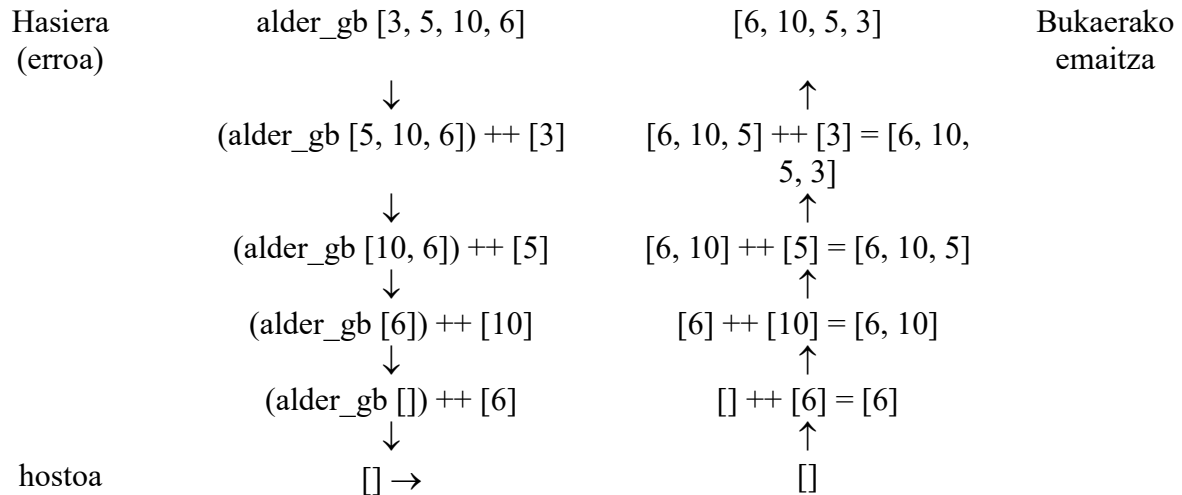 Hasiera alder_gb [3, 5, 10, 6] [6, 10, 5, 3] Bukaerako
(erroa) emaitza
↓ ↑
(alder_gb [5, 10, 6]) ++ [3] [6, 10, 5] ++ [3] = [6, 10,
5, 3]
↓ ↑
(alder_gb [10, 6]) ++ [5] [6, 10] ++ [5] = [6, 10, 5]
↓ ↑
(alder_gb [6]) ++ [10] [6] ++ [10] = [6, 10]
↓ ↑
(alder_gb []) ++ [6] [] ++ [6] = [6]
↓ ↑
hostoa [] → []